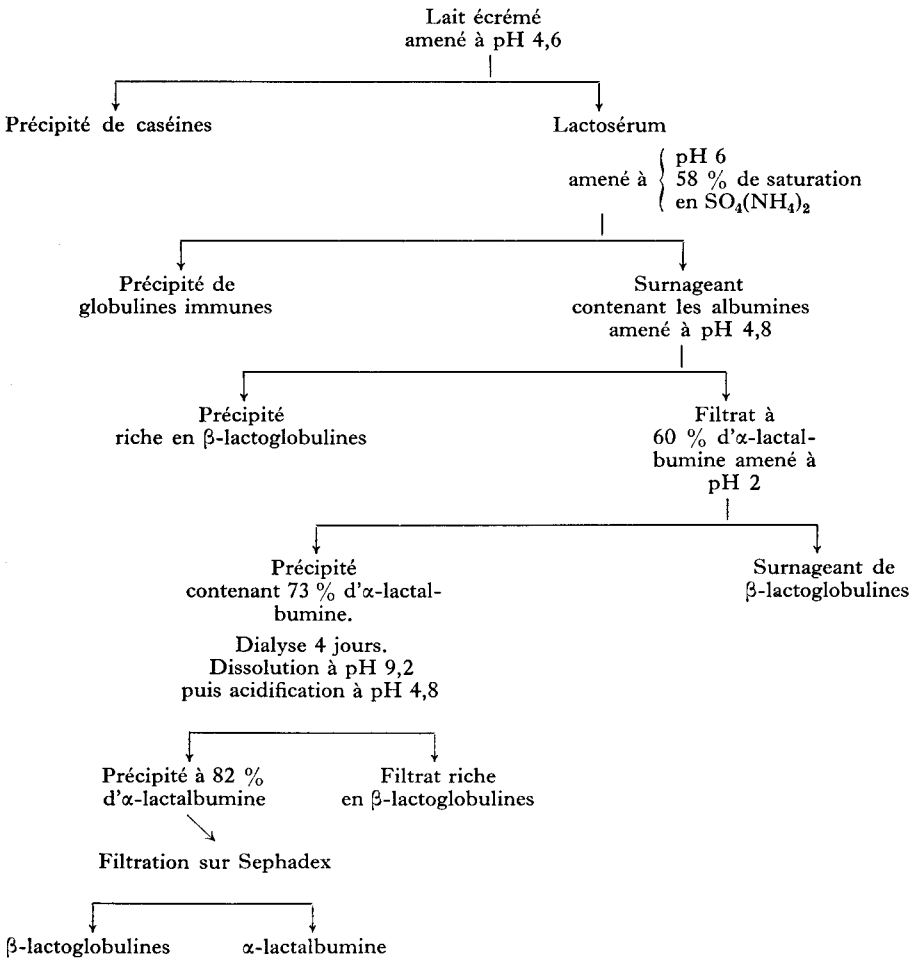 Lait écrémé
amené à pH 4,6
Précipité de caséines
Lactosérum
amené à { pH 6
58 % de saturation
en SO₄(NH₄)₂
Précipité de
globulines immunes
Surnageant
contenant les albumines
amené à pH 4,8
Précipité
riche en β-lactoglobulines
Filtrat à
60 % d'α-lactal-
bumine amené à
pH 2
Précipité
contenant 73 % d'α-lactal-
bumine.
Dialyse 4 jours.
Dissolution à pH 9,2
puis acidification à pH 4,8
Surnageant de
β-lactoglobulines
Précipité à 82 %
d'α-lactalbumine
Filtrat riche
en β-lactoglobulines
Filtration sur Sephadex
β-lactoglobulines
α-lactalbumine